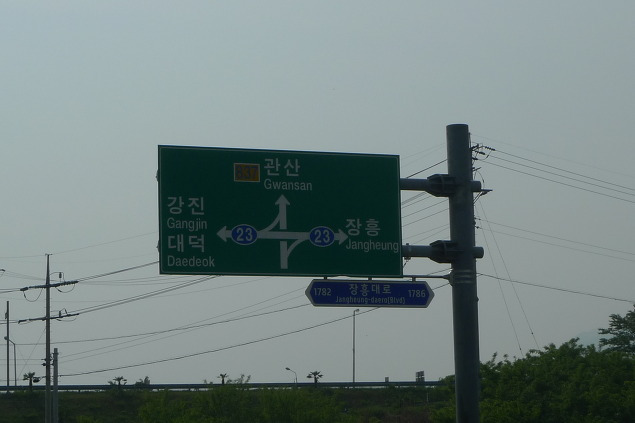 관산
Gwansan
강진
Gangjin
대덕
Daedeok
23
23
장흥
Jangheung
1782
장흥대로
Jangheung-daero(Blvd)
1786